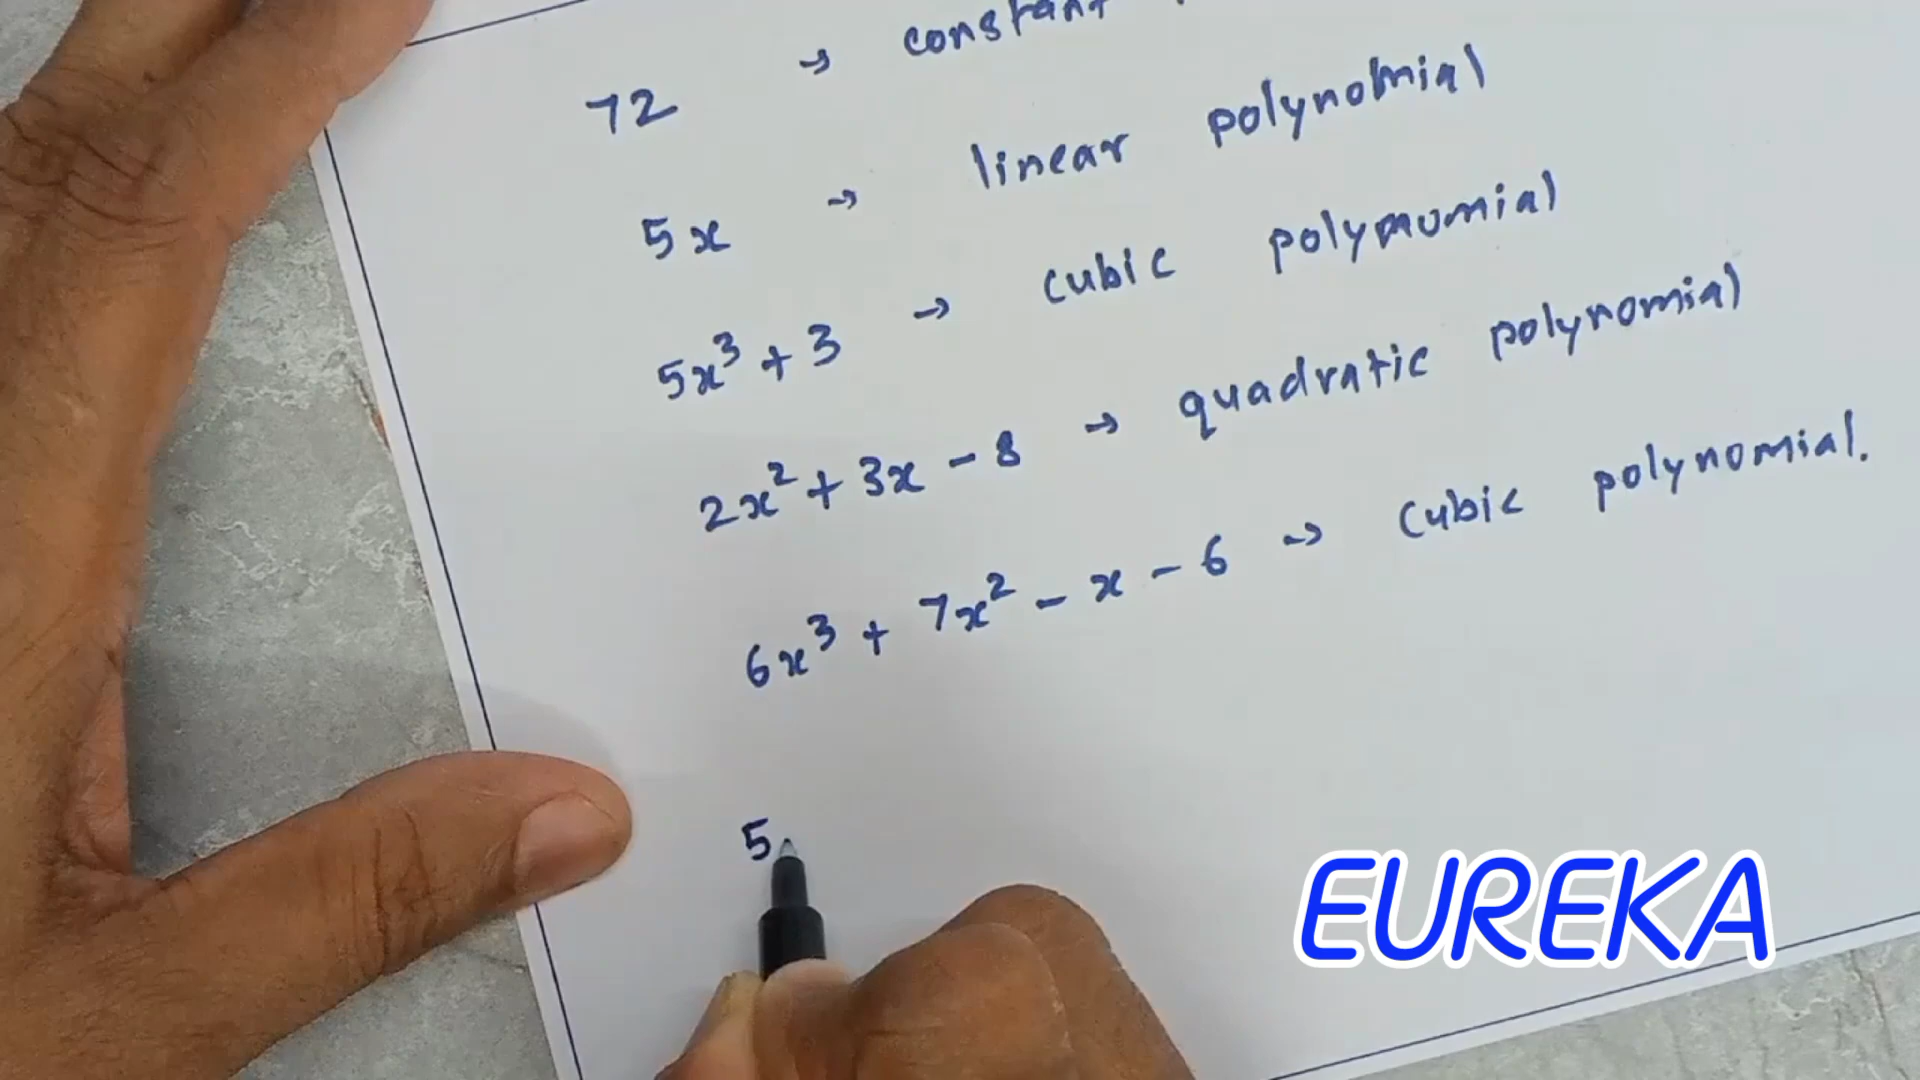 72 → constant
5x → linear polynomial
5x³ + 3 → cubic polymomial
2x² + 3x - 8 → quadratic polynomial
6x³ + 7x² - x - 6 → cubic polynomial.
5
EUREKA